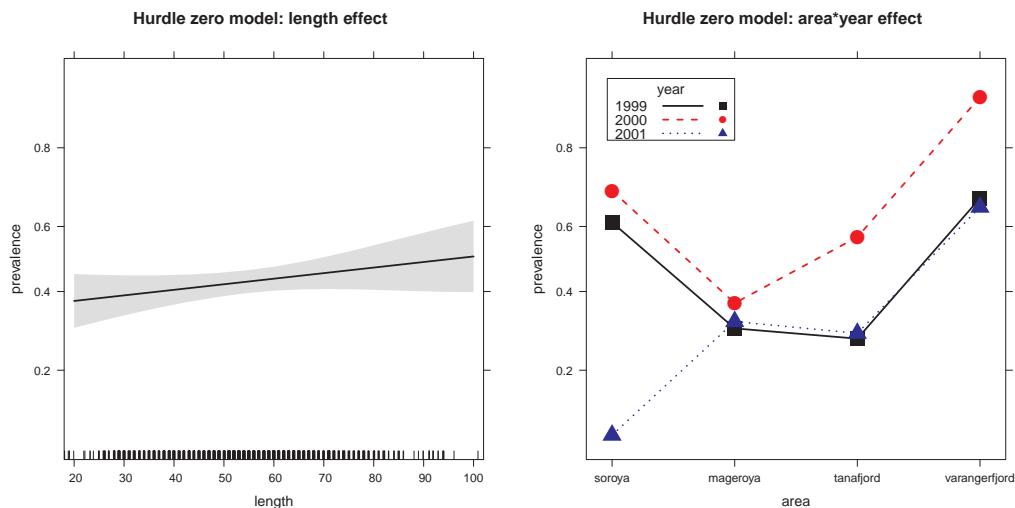 Hurdle zero model: length effect
prevalence
0.8
0.6
0.4
0.2
20 30 40 50 60 70 80 90 100
length
Hurdle zero model: area*year effect
year
1999
2000
2001
prevalence
0.8
0.6
0.4
0.2
soroya mageroya tanafjord varangerfjord
area